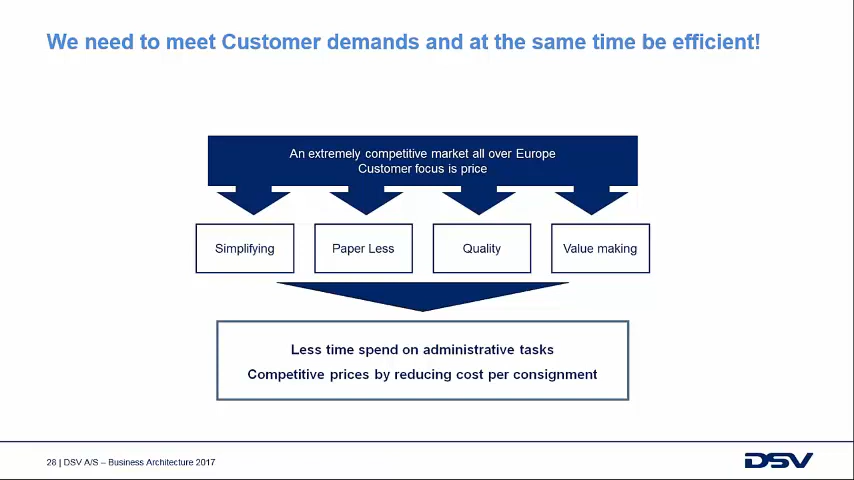 We need to meet Customer demands and at the same time be efficient!
An extremely competitive market all over Europe
Customer focus is price
Simplifying
Paper Less
Quality
Value making
Less time spend on administrative tasks
Competitive prices by reducing cost per consignment
28 | DSV A/S – Business Architecture 2017
DSV